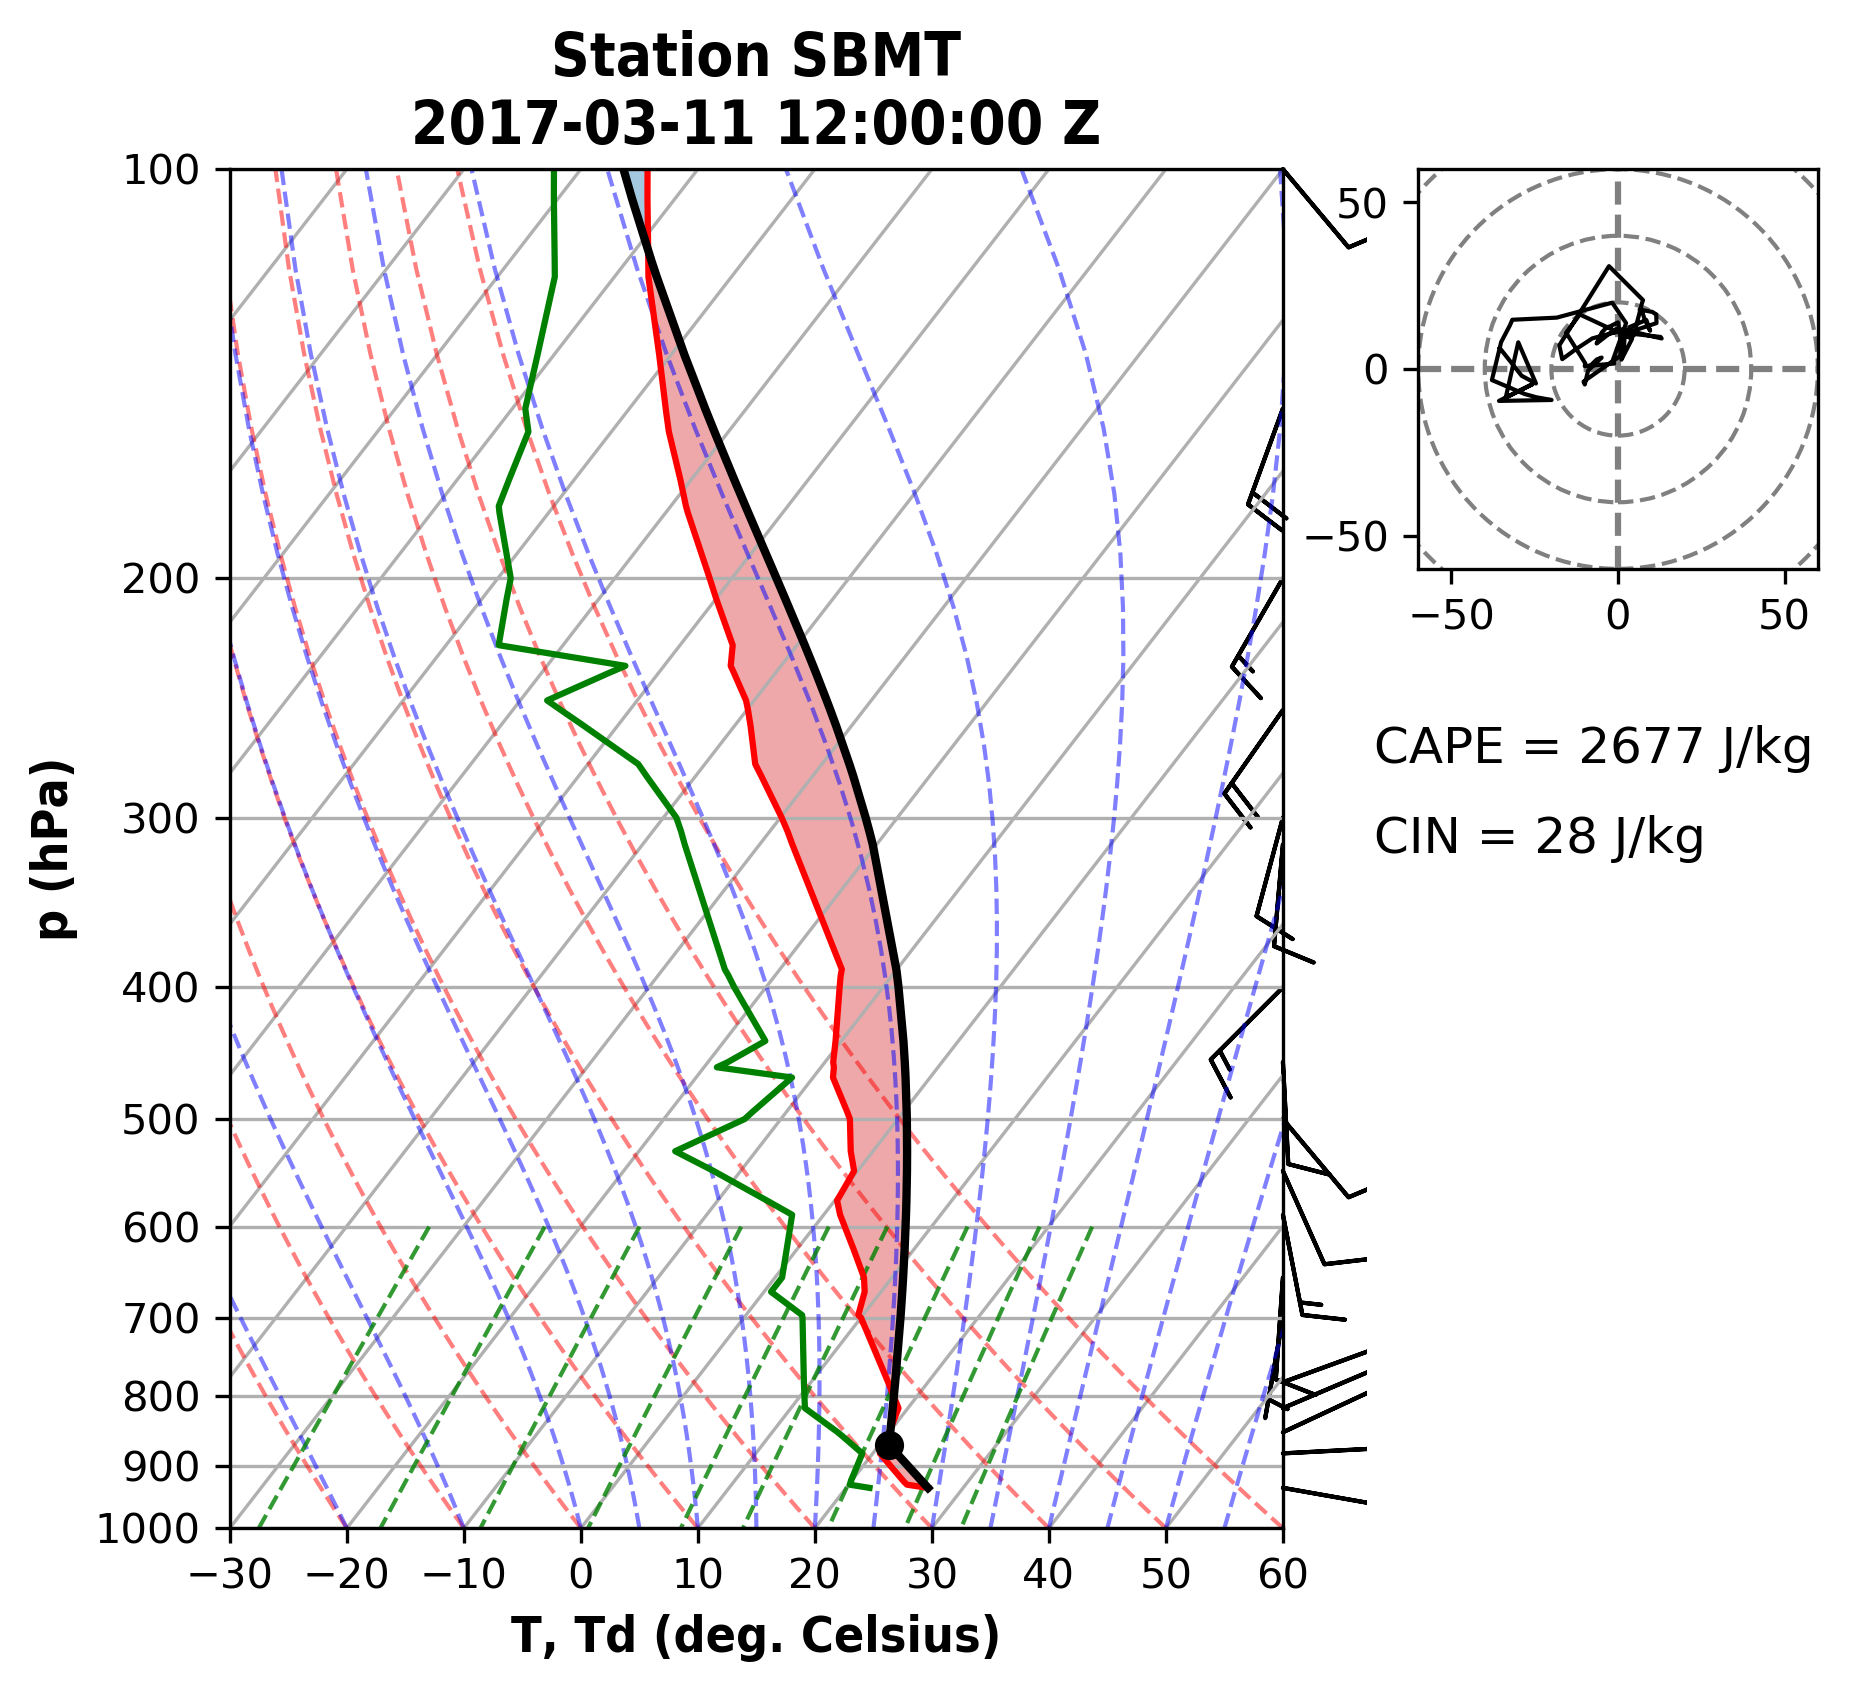 Station SBMT
2017-03-11 12:00:00 Z
100
200
300
400
500
600
700
800
900
1000
p (hPa)
−30 −20 −10 0 10 20 30 40 50 60
T, Td (deg. Celsius)
50
0
−50
−50 0 50
CAPE = 2677 J/kg
CIN = 28 J/kg